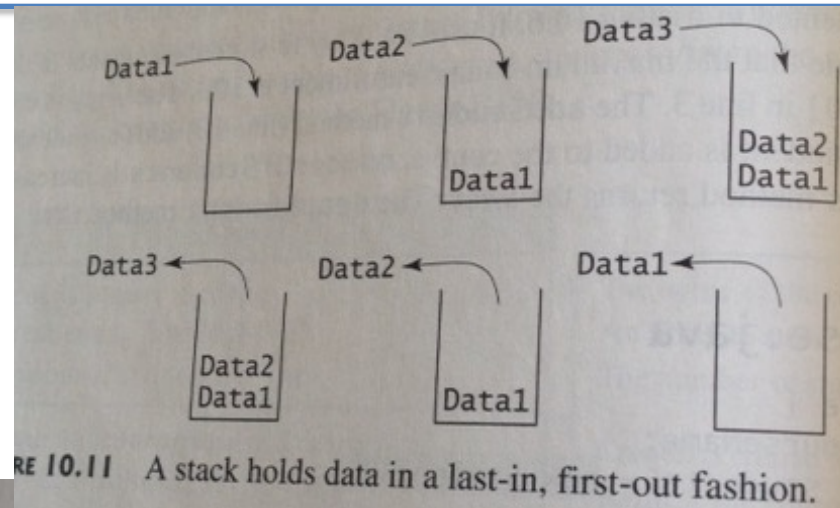 Data1
Data2
Data3
Data1
Data2
Data1
Data3
Data2
Data1
Data2
Data1
Data1
RE 10.11 A stack holds data in a last-in, first-out fashion.